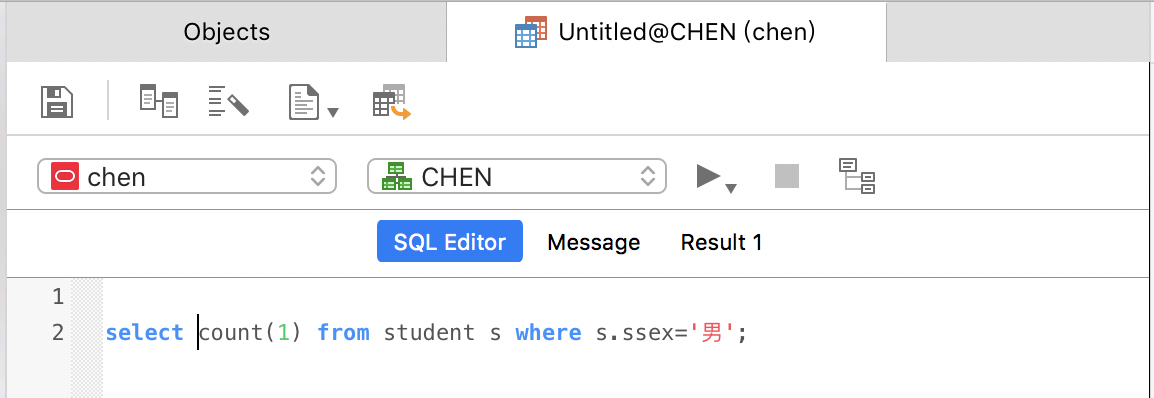 Objects
Untitled@CHEN (chen)
chen
CHEN
SQL Editor
Message
Result 1
1
2 select count(1) from student s where s.ssex='男';